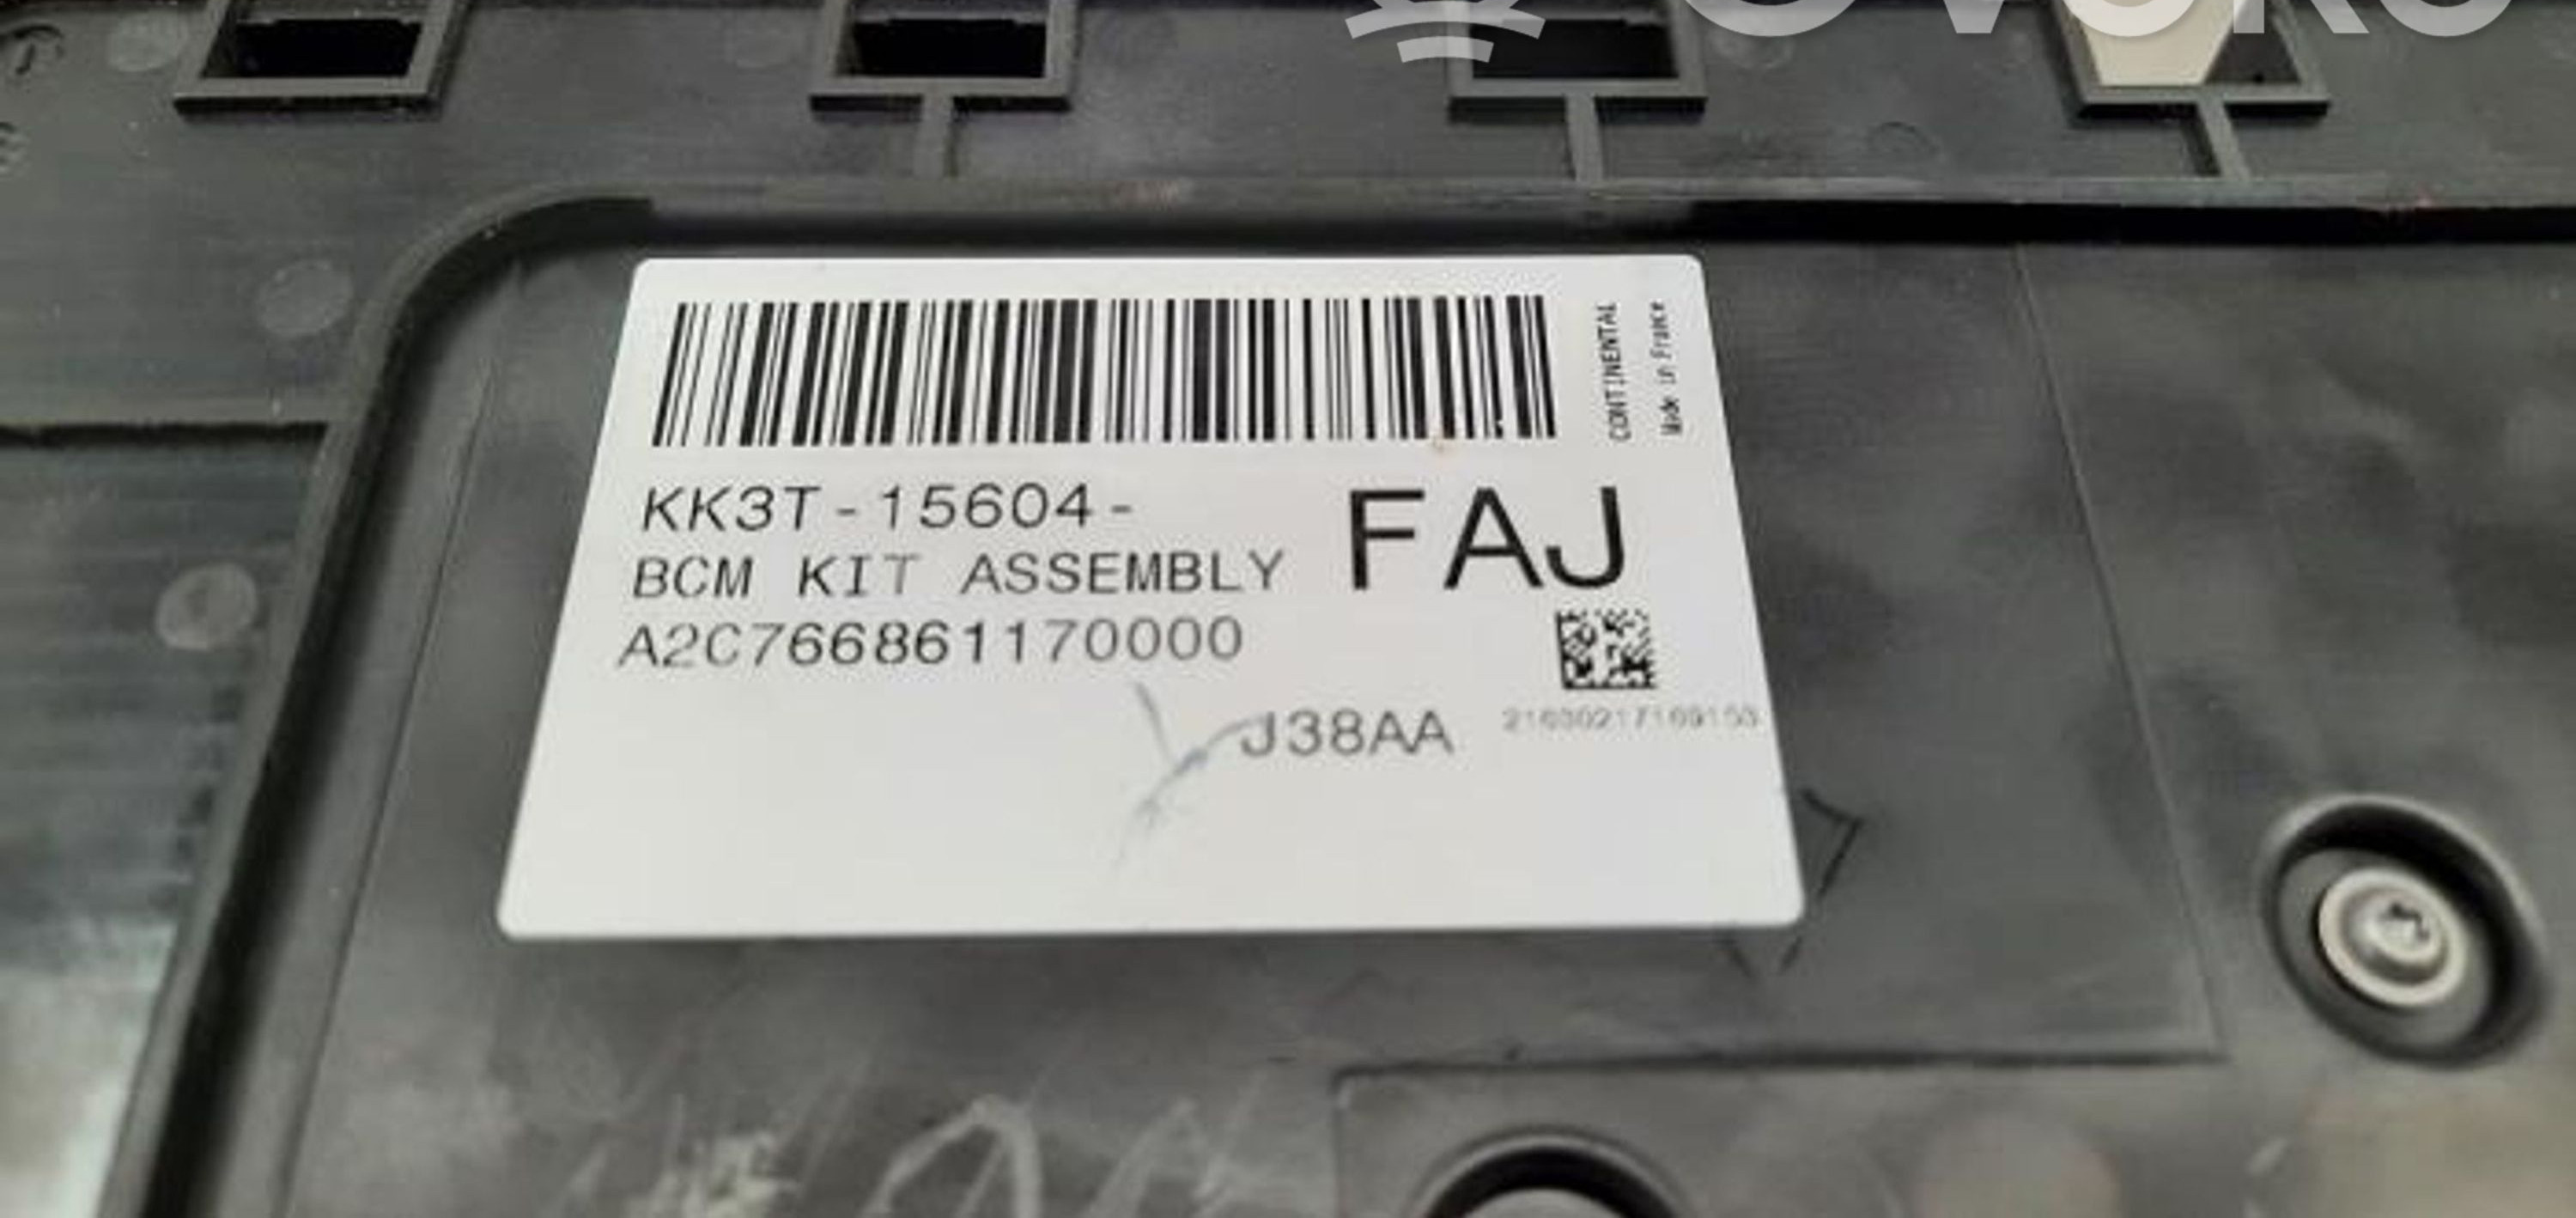 CONTINENTAL
Made in France
KK3T-15604-
FAJ
BCM KIT ASSEMBLY
A2C766861170000
J38AA